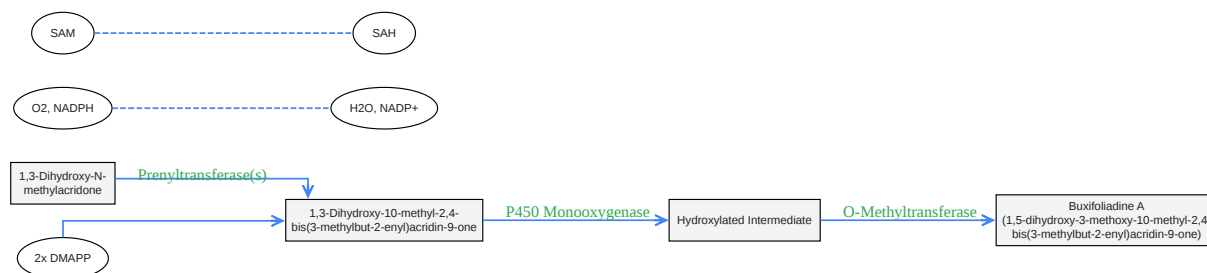 SAM
SAH
O2, NADPH
H2O, NADP+
1,3-Dihydroxy-N-
methylacridone
Prenyltransferase(s)
1,3-Dihydroxy-10-methyl-2,4-
bis(3-methylbut-2-enyl)acridin-9-one
2x DMAPP
P450 Monooxygenase
Hydroxylated Intermediate
O-Methyltransferase
Buxifoliadine A
(1,5-dihydroxy-3-methoxy-10-methyl-2,4
bis(3-methylbut-2-enyl)acridin-9-one)